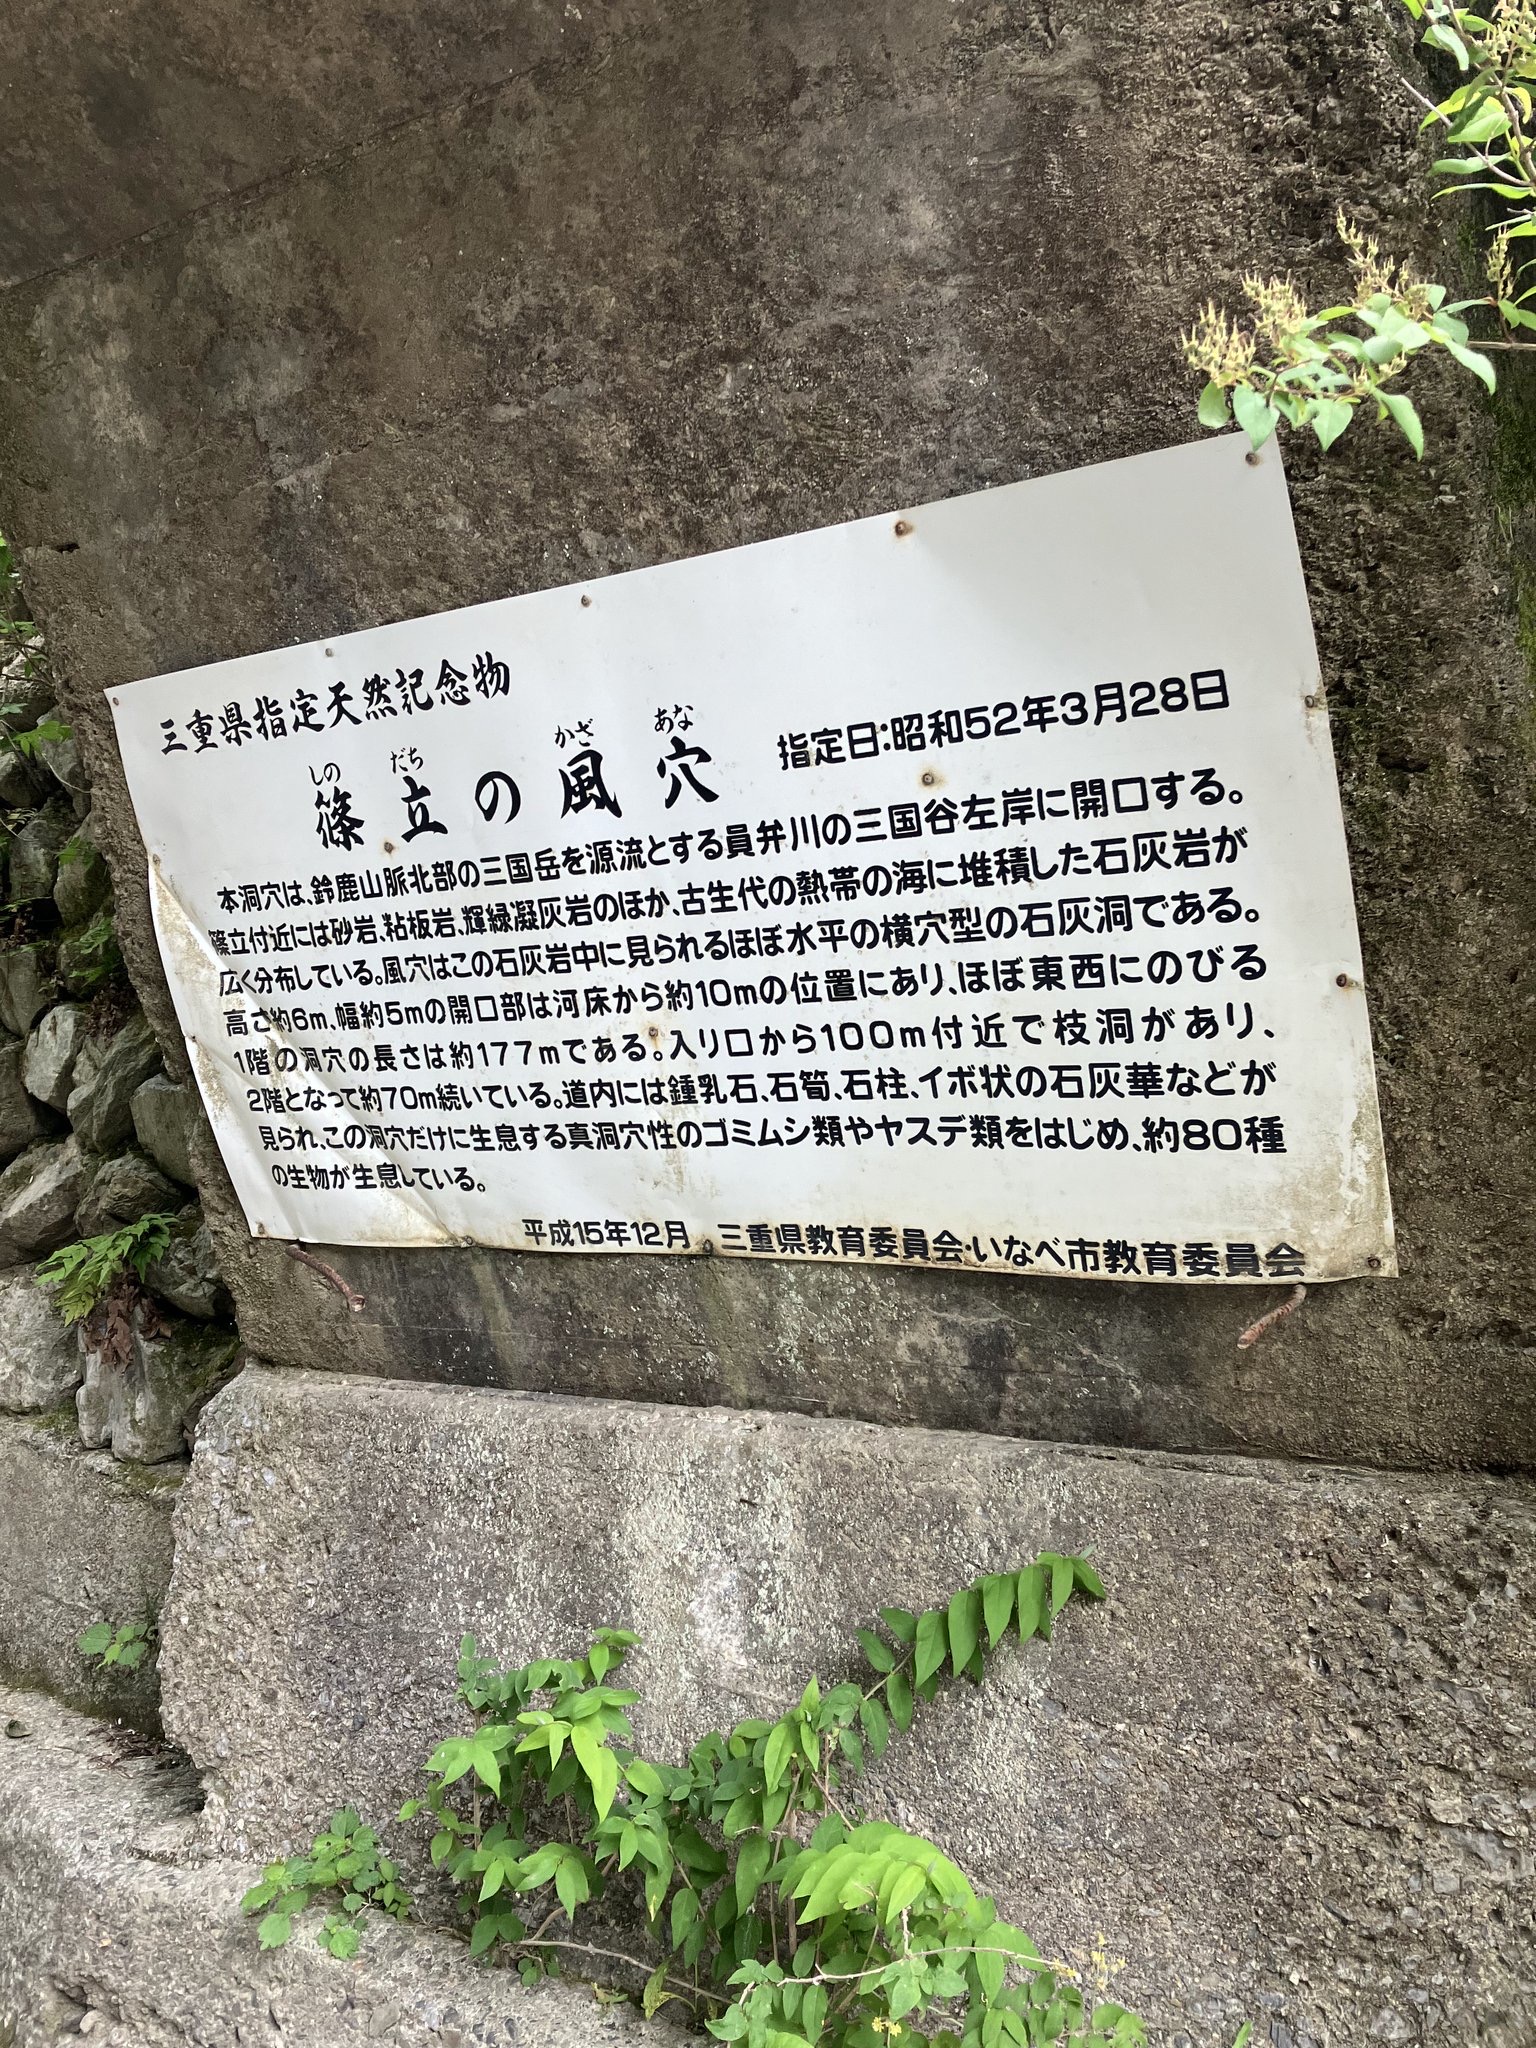 三重県指定天然記念物
しの だち かざ あな
篠立の風穴 指定日:昭和52年3月28日
本洞穴は、鈴鹿山脈北部の三国岳を源流とする員弁川の三国谷左岸に開口する。
篠立付近には砂岩、粘板岩、輝緑凝灰岩のほか、古生代の熱帯の海に堆積した石灰岩が
広く分布している。風穴はこの石灰岩中に見られるほぼ水平の横穴型の石灰洞である。
高さ約6m、幅約5mの開口部は河床から約10mの位置にあり、ほぼ東西にのびる
1階の洞穴の長さは約177mである。入り口から100m付近で枝洞があり、
2階となって約70m続いている。道内には鍾乳石、石筍、石柱、イボ状の石灰華などが
見られ、この洞穴だけに生息する真洞穴性のゴミムシ類やヤスデ類をはじめ、約80種
の生物が生息している。
平成15年12月 三重県教育委員会・いなべ市教育委員会